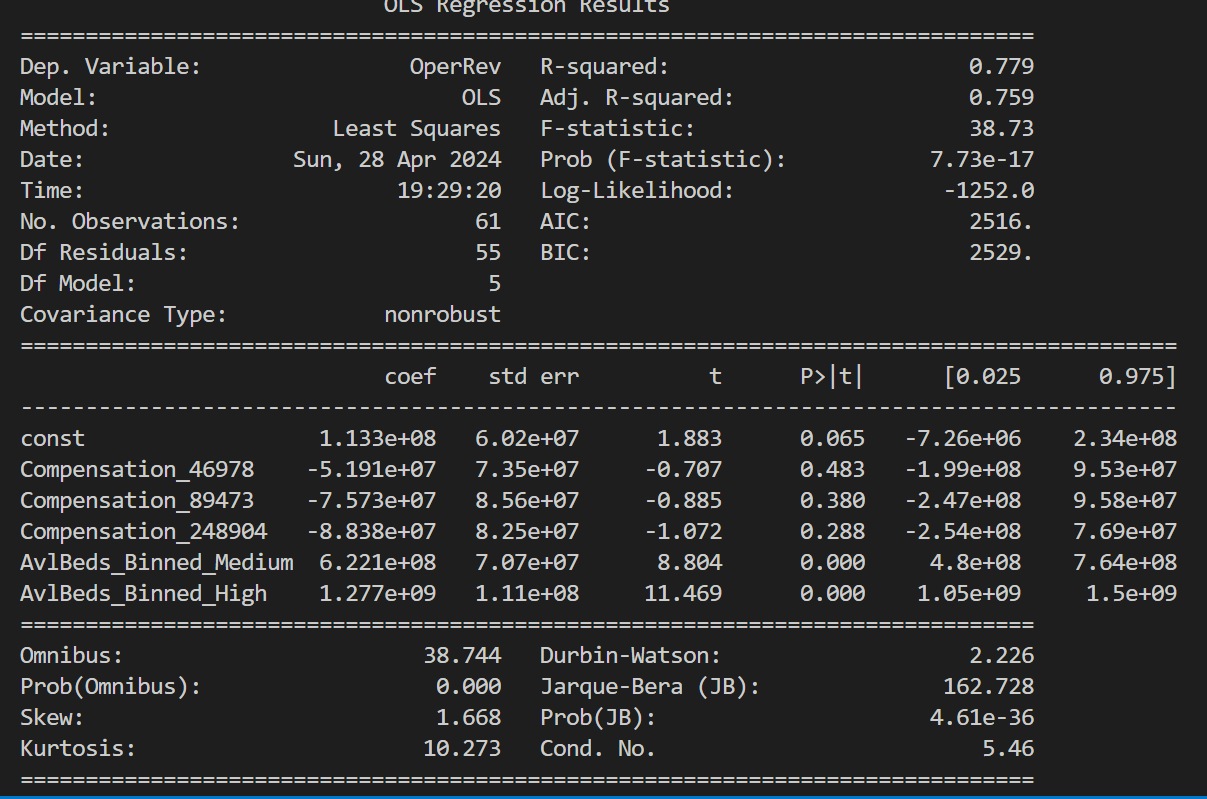 OLS Regression Results
==============================================================================
Dep. Variable:                OperRev   R-squared:                       0.779
Model:                            OLS   Adj. R-squared:                  0.759
Method:                 Least Squares   F-statistic:                     38.73
Date:                Sun, 28 Apr 2024   Prob (F-statistic):           7.73e-17
Time:                        19:29:20   Log-Likelihood:                -1252.0
No. Observations:                  61   AIC:                             2516.
Df Residuals:                      55   BIC:                             2529.
Df Model:                           5
Covariance Type:            nonrobust
=========================================================================================
                            coef    std err          t      P>|t|      [0.025      0.975]
-----------------------------------------------------------------------------------------
const                  1.133e+08   6.02e+07      1.883      0.065   -7.26e+06    2.34e+08
Compensation_46978    -5.191e+07   7.35e+07     -0.707      0.483   -1.99e+08    9.53e+07
Compensation_89473    -7.573e+07   8.56e+07     -0.885      0.380   -2.47e+08    9.58e+07
Compensation_248904   -8.838e+07   8.25e+07     -1.072      0.288   -2.54e+08    7.69e+07
AvlBeds_Binned_Medium  6.221e+08   7.07e+07      8.804      0.000     4.8e+08    7.64e+08
AvlBeds_Binned_High    1.277e+09   1.11e+08     11.469      0.000    1.05e+09     1.5e+09
==============================================================================
Omnibus:                       38.744   Durbin-Watson:                   2.226
Prob(Omnibus):                  0.000   Jarque-Bera (JB):              162.728
Skew:                           1.668   Prob(JB):                     4.61e-36
Kurtosis:                      10.273   Cond. No.                         5.46
==============================================================================